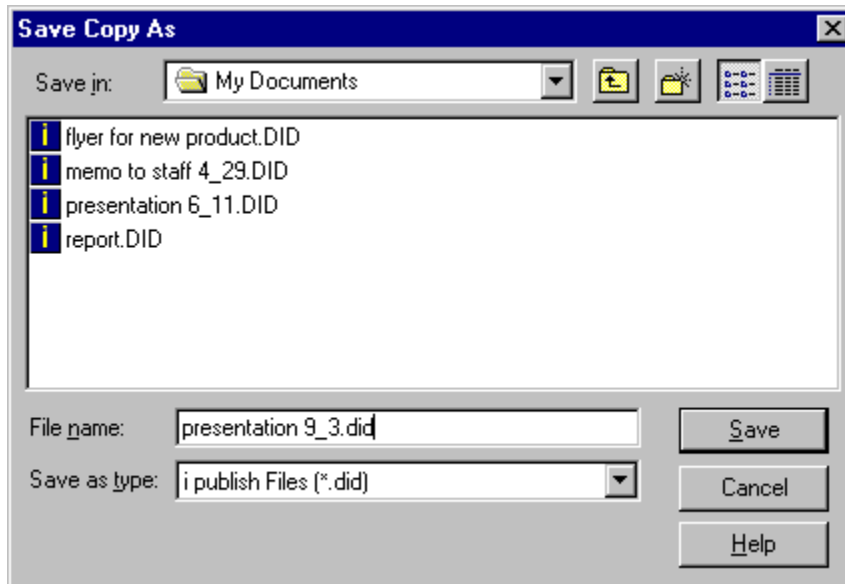 Save Copy As
Save in: My Documents
flyer for new product.DID
memo to staff 4_29.DID
presentation 6_11.DID
report.DID
File name: presentation 9_3.did Save
Save as type: i publish Files (*.did) Cancel
Help